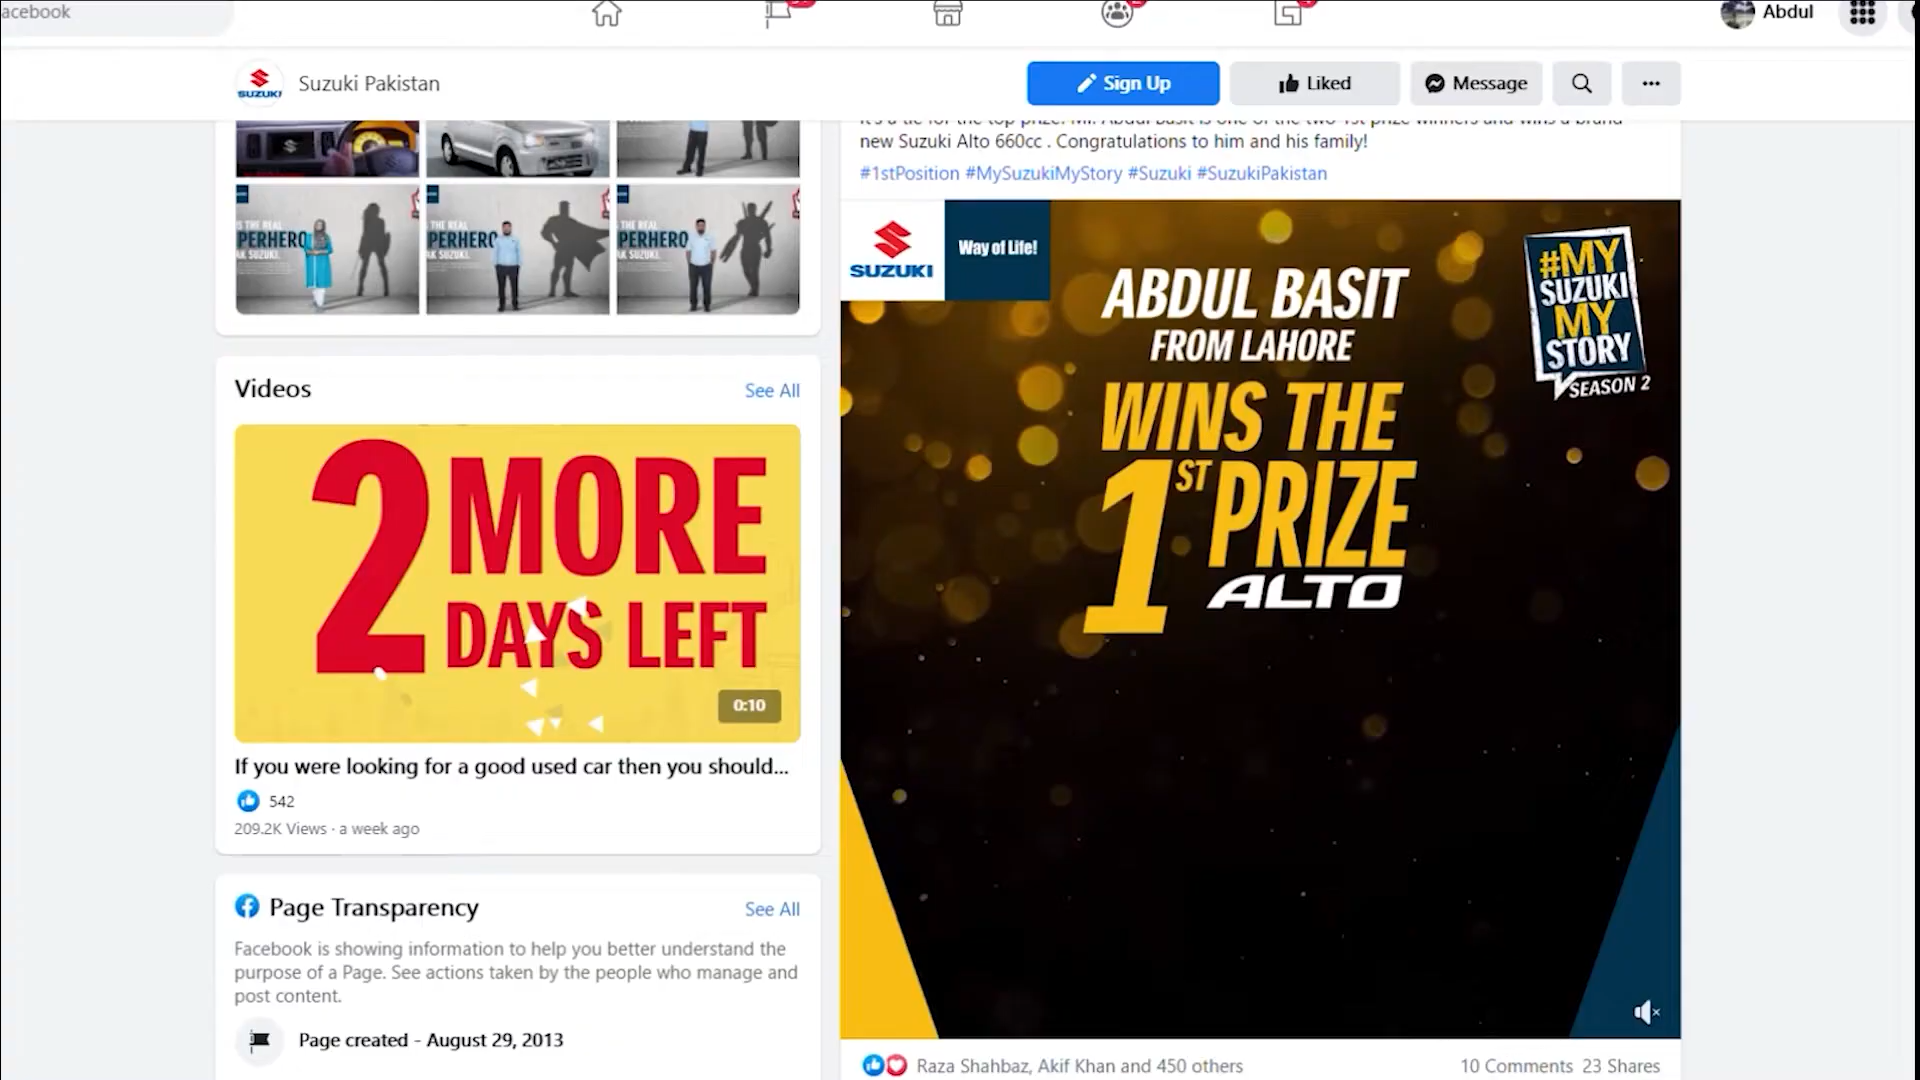 acebook
Abdul
SUZUKI
Suzuki Pakistan
Sign Up
Liked
Message
S THE REAL
PERHERO
AK SUZUKI.
THE REAL
PERHERO
AK SUZUKI.
THE REAL
PERHERO
AK SUZUKI.
Videos
See All
2 MORE
DAYS LEFT
0:10
If you were looking for a good used car then you should...
542
209.2K Views · a week ago
Page Transparency
See All
Facebook is showing information to help you better understand the
purpose of a Page. See actions taken by the people who manage and
post content.
Page created - August 29, 2013
It's a tie for the top prize! Mr. Abdul Basit is one of the two 1st prize winners and wins a brand
new Suzuki Alto 660cc . Congratulations to him and his family!
#1stPosition #MySuzukiMyStory #Suzuki #SuzukiPakistan
SUZUKI
Way of Life!
ABDUL BASIT
FROM LAHORE
WINS THE
1ST PRIZE
ALTO
#MY
SUZUKI
MY
STORY
SEASON 2
Raza Shahbaz, Akif Khan and 450 others
10 Comments 23 Shares